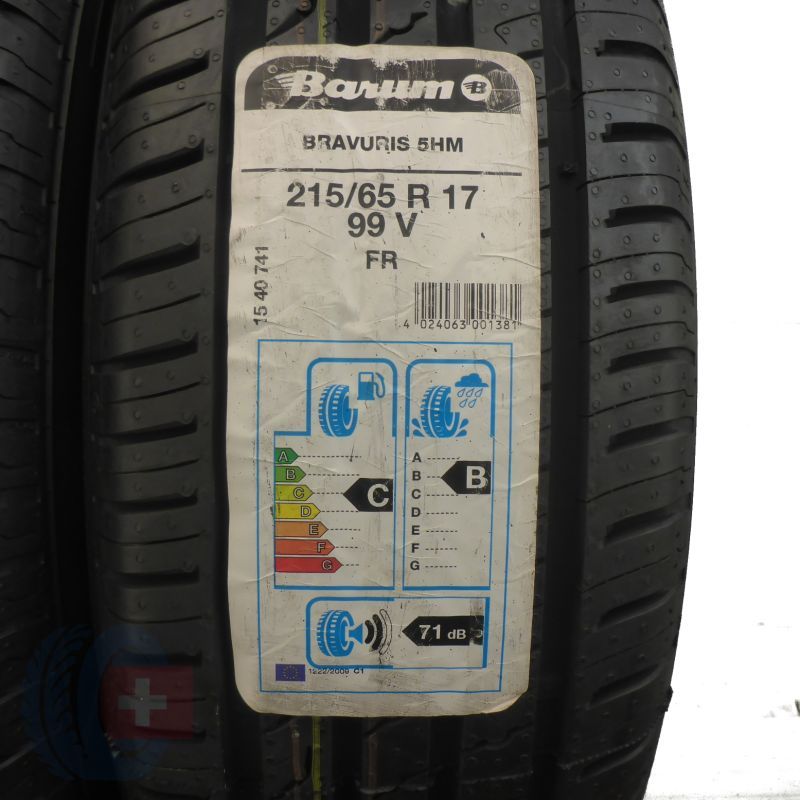 Barum B
BRAVURIS 5HM
215/65 R 17
99 V
FR
15 40 741
4 024063 001381
A
B
C
D
E
F
G
C
A
B
C
D
E
F
G
B
71 dB
1222/2009 C1